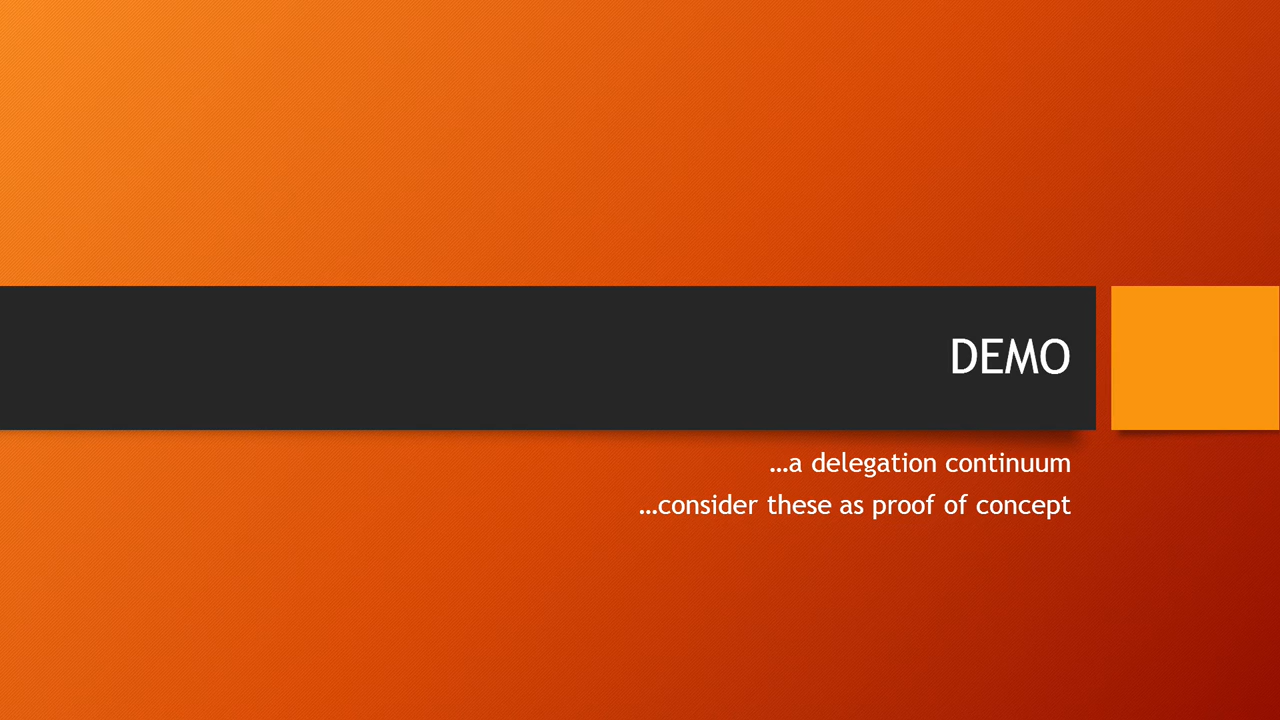 DEMO
…a delegation continuum
…consider these as proof of concept